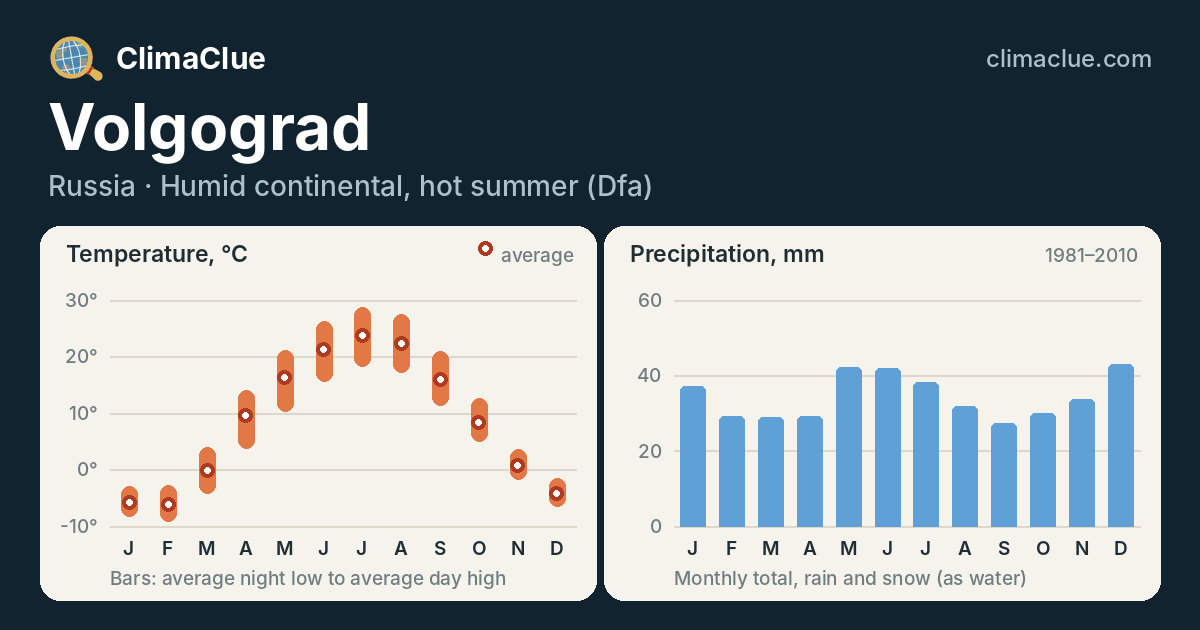 ClimaClue
climaclue.com
Volgograd
Russia · Humid continental, hot summer (Dfa)
Temperature, °C
average
30°
20°
10°
0°
-10°
J F M A M J J A S O N D
Bars: average night low to average day high
Precipitation, mm
1981–2010
60
40
20
0
J F M A M J J A S O N D
Monthly total, rain and snow (as water)